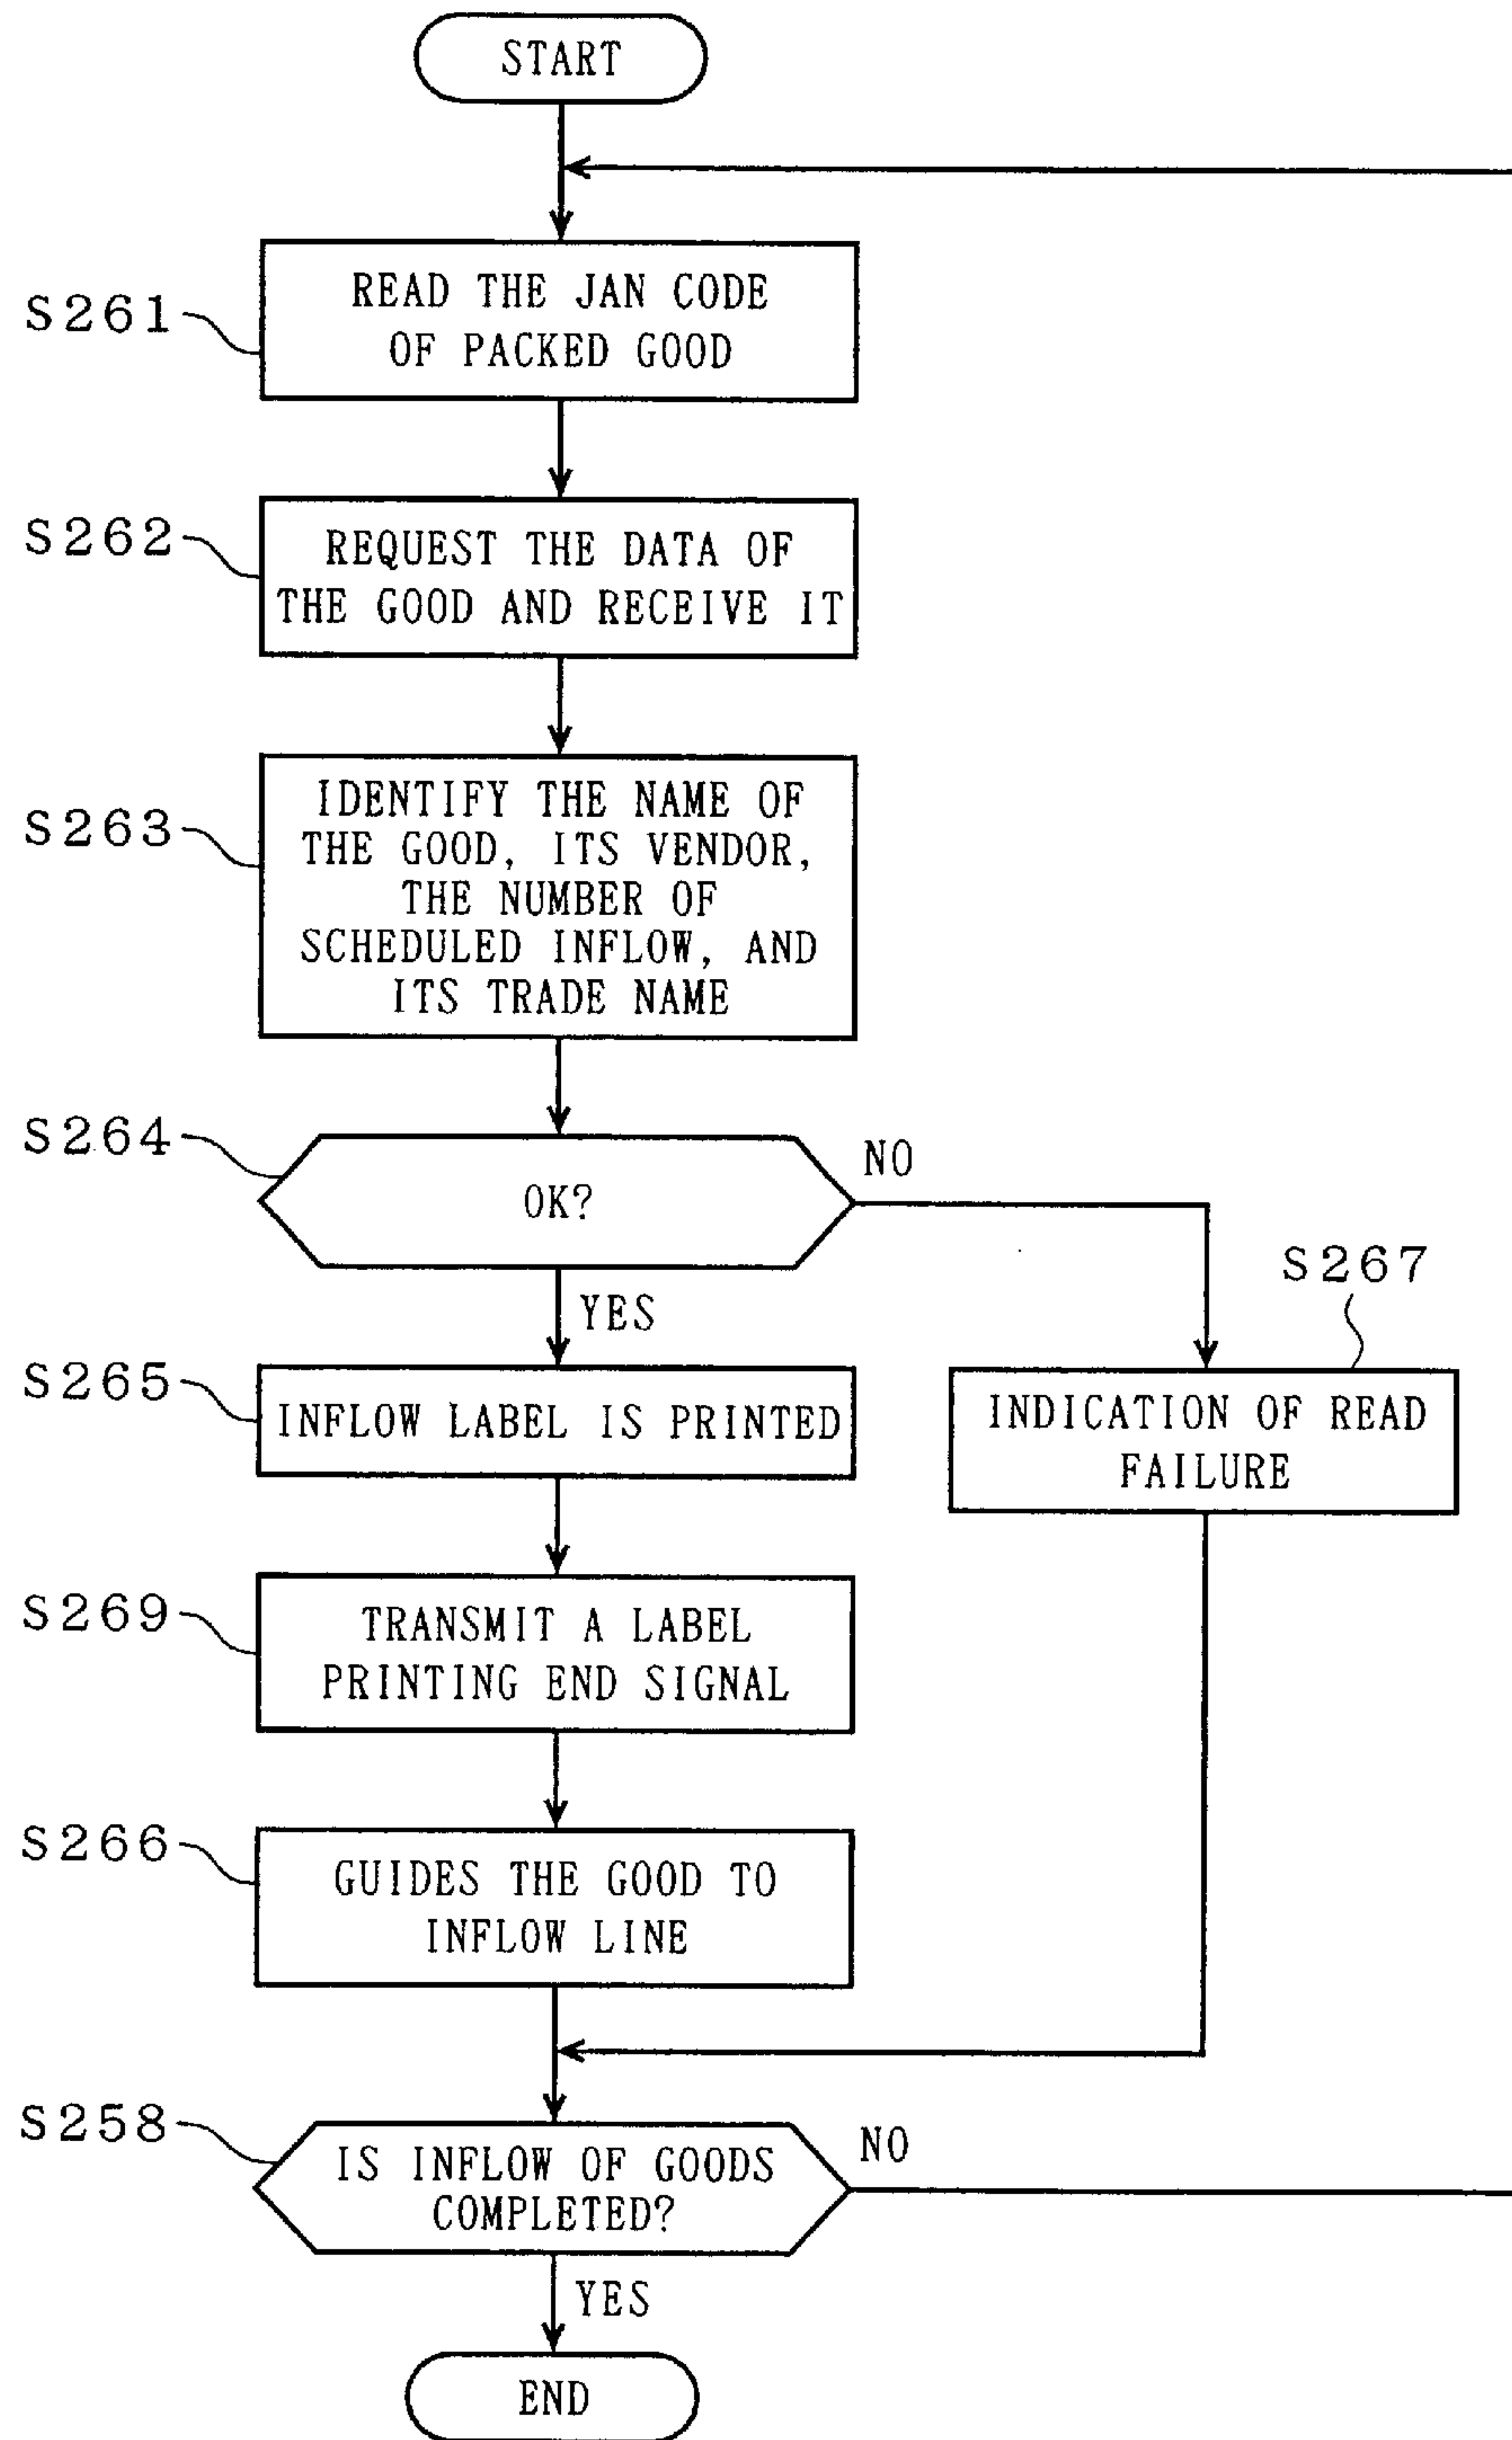 START
S261
READ THE JAN CODE
OF PACKED GOOD
S262
REQUEST THE DATA OF
THE GOOD AND RECEIVE IT
S263
IDENTIFY THE NAME OF
THE GOOD, ITS VENDOR,
THE NUMBER OF
SCHEDULED INFLOW, AND
ITS TRADE NAME
S264
OK?
NO
YES
S267
INDICATION OF READ
FAILURE
S265
INFLOW LABEL IS PRINTED
S269
TRANSMIT A LABEL
PRINTING END SIGNAL
S266
GUIDES THE GOOD TO
INFLOW LINE
S258
IS INFLOW OF GOODS
COMPLETED?
NO
YES
END